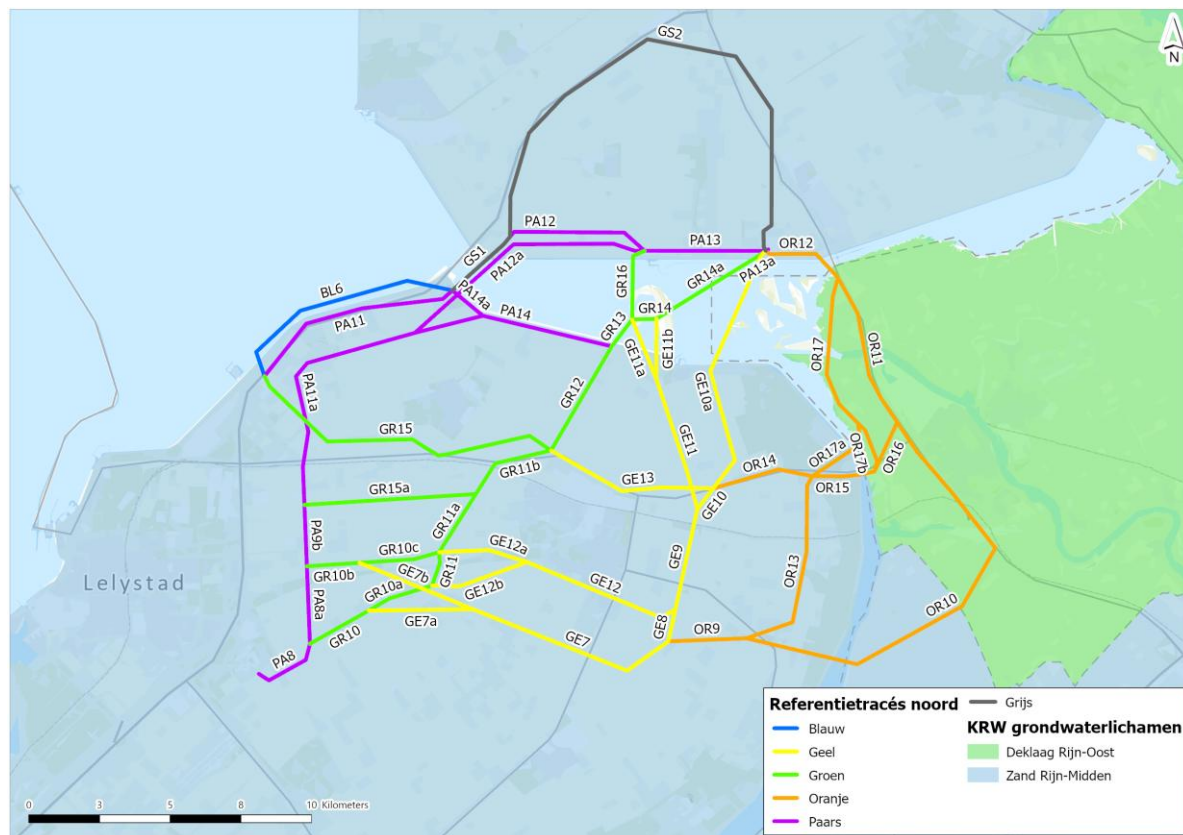 GS2
N
PA12
PA13
OR12
GS1
PA12a
PA13a
GR14a
GR16
BL6
PA14a
PA14
GR14
PA11
GR13
GE11b
GE11a
OR17
OR11
PA11a
GR12
GE10a
GR15
GE11
GR11b
OR17a
OR17b
OR16
GE13
OR14
OR15
GR15a
GR11a
GE10
PA9b
GR10c
GE12a
GE9
OR13
Lelystad
GR10b
GE7b
GR11
GR10a
GE12b
GE12
PA8a
GE7a
GE8
OR10
GR10
GE7
OR9
PA8
Referentietracés noord
Blauw
Geel
Groen
Oranje
Paars
Grijs
KRW grondwaterlichamen
Deklaag Rijn-Oost
Zand Rijn-Midden
0 3 5 8 10 Kilometers